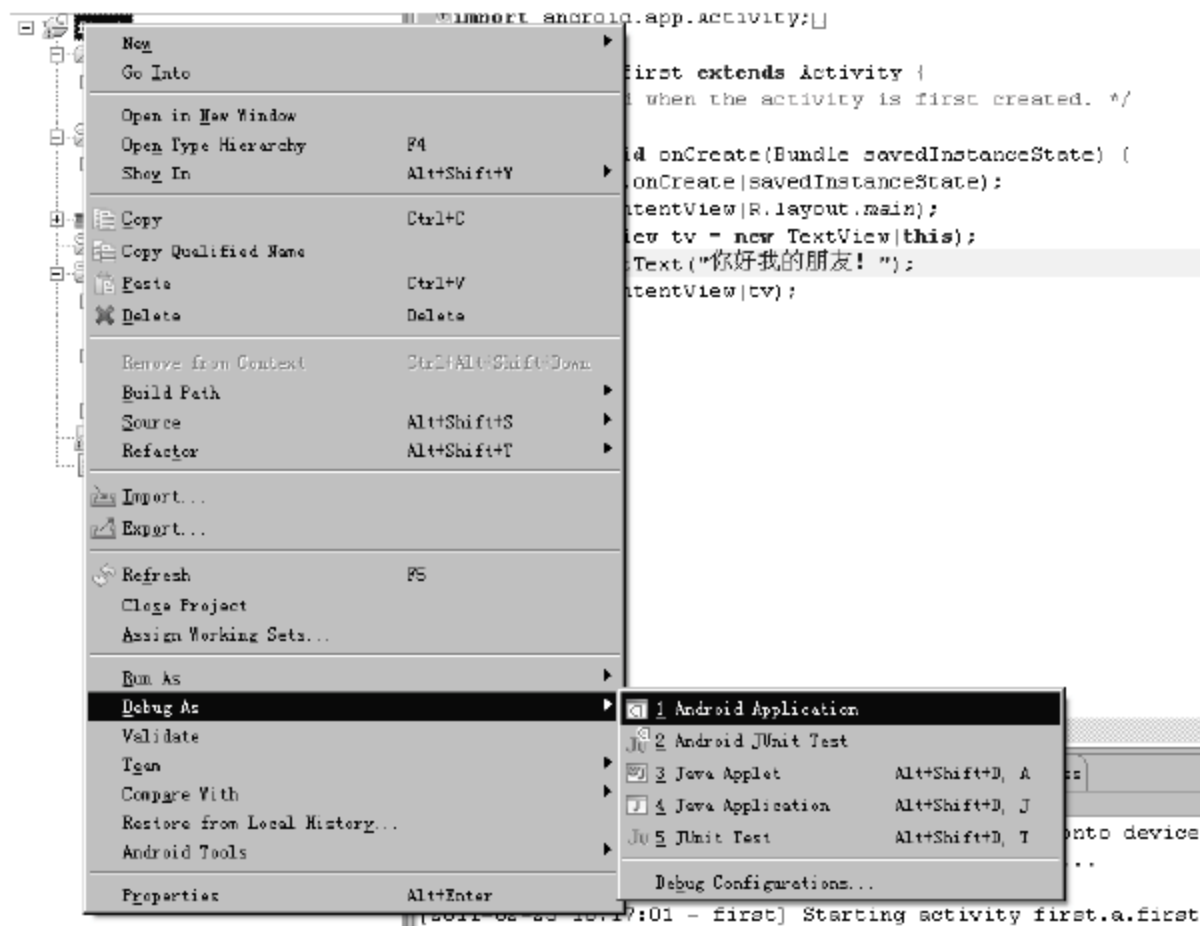 import android.app.Activity;
first extends Activity {
when the activity is first created. */
onCreate(Bundle savedInstanceState) {
.onCreate(savedInstanceState);
ntentView(R.layout.main);
iew tv = new TextView(this);
tText("你好我的朋友！");
ntentView(tv);
New
Go Into
Open in New Window
Open Type Hierarchy F4
Show In Alt+Shift+W
Copy Ctrl+C
Copy Qualified Name
Paste Ctrl+V
Delete Delete
Remove from Context Ctrl+Alt+Shift+Down
Build Path
Source Alt+Shift+S
Refactor Alt+Shift+T
Import...
Export...
Refresh F5
Close Project
Assign Working Sets...
Run As
Debug As
Validate
Team
Compare With
Restore from Local History...
Android Tools
Properties Alt+Enter
1 Android Application
2 Android JUnit Test
3 Java Applet Alt+Shift+D, A
4 Java Application Alt+Shift+D, J
5 JUnit Test Alt+Shift+D, T
Debug Configurations...
onto device
...
:01 - first] Starting activity first.a.first